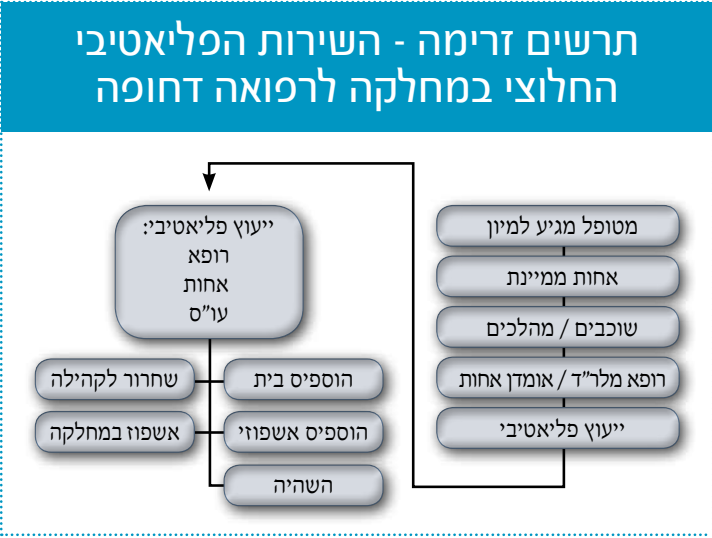 תרשים זרימה - השירות הפליאטיבי
החלוצי במחלקה לרפואה דחופה
מטופל מגיע למיון
אחות ממיינת
שוכבים / מהלכים
רופא מלר״ד / אומדן אחות
ייעוץ פליאטיבי
ייעוץ פליאטיבי:
רופא
אחות
עו״ס
הוספיס בית
שחרור לקהילה
הוספיס אשפוזי
אשפוז במחלקה
השהיה